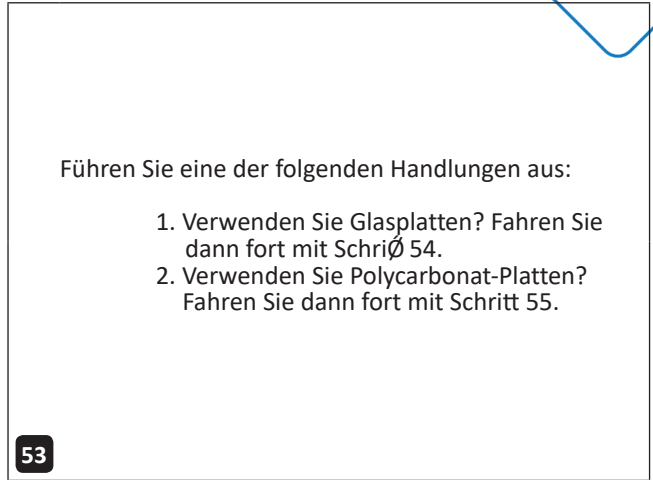 Führen Sie eine der folgenden Handlungen aus:
1. Verwenden Sie Glasplatten? Fahren Sie
dann fort mit SchriǾ 54.
2. Verwenden Sie Polycarbonat-Platten?
Fahren Sie dann fort mit Schritt 55.
53